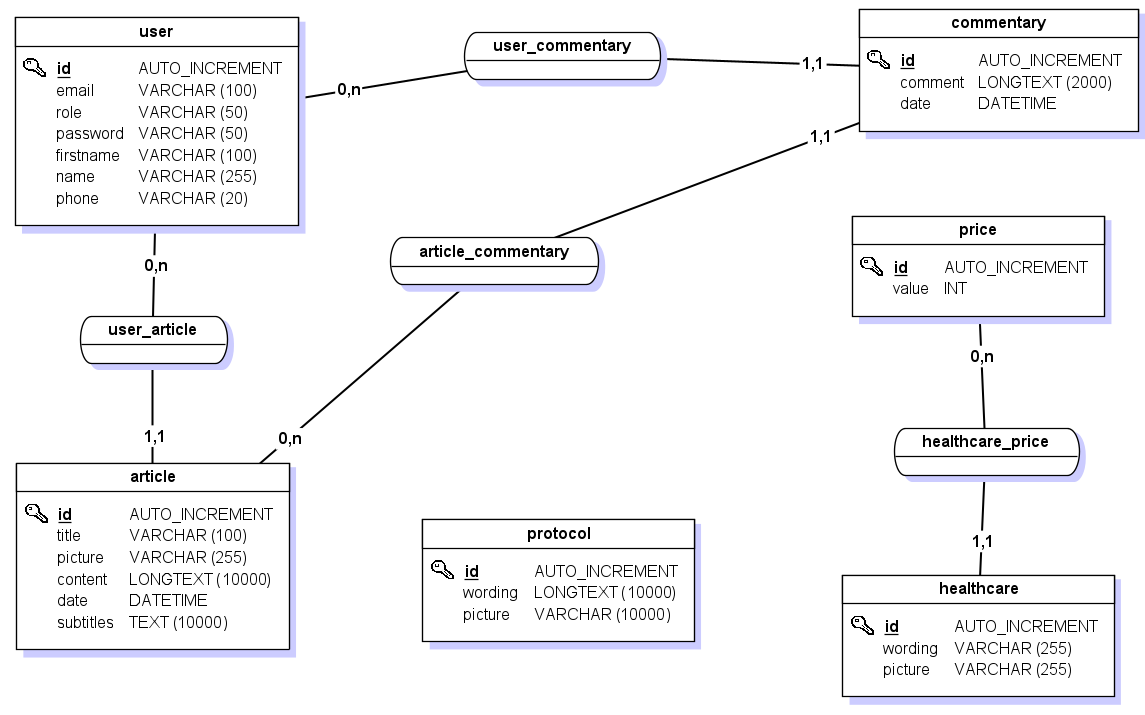 user
id AUTO_INCREMENT
email VARCHAR (100)
role VARCHAR (50)
password VARCHAR (50)
firstname VARCHAR (100)
name VARCHAR (255)
phone VARCHAR (20)
0,n
user_commentary
1,1
commentary
id AUTO_INCREMENT
comment LONGTEXT (2000)
date DATETIME
1,1
article_commentary
0,n
0,n
user_article
1,1
article
id AUTO_INCREMENT
title VARCHAR (100)
picture VARCHAR (255)
content LONGTEXT (10000)
date DATETIME
subtitles TEXT (10000)
protocol
id AUTO_INCREMENT
wording LONGTEXT (10000)
picture VARCHAR (10000)
price
id AUTO_INCREMENT
value INT
0,n
healthcare_price
1,1
healthcare
id AUTO_INCREMENT
wording VARCHAR (255)
picture VARCHAR (255)